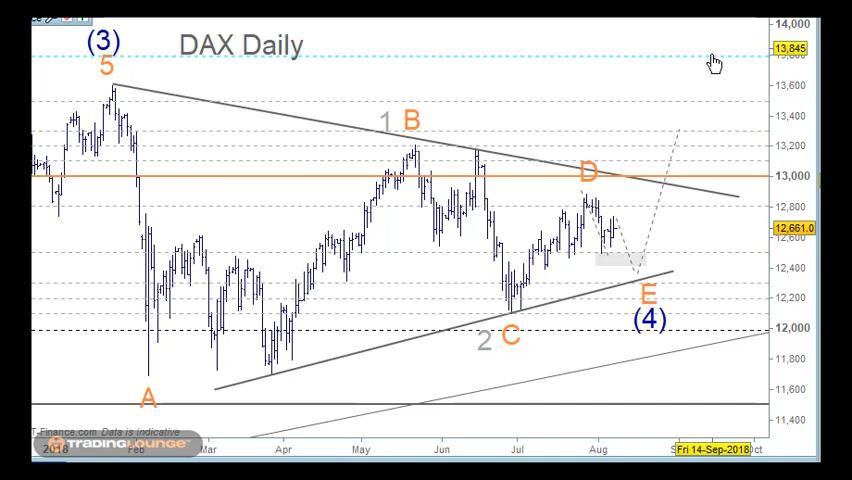 DAX Daily
(3)
5
1 B
D
A
2 C
E
(4)
14,000
13,845
13,600
13,400
13,200
13,000
12,800
12,661.0
12,600
12,400
12,200
12,000
11,800
11,600
11,400
T-Finance.com Data is indicative
TRADINGLOUNGE
2018 Feb Mar Apr May Jun Jul Aug Fri 14-Sep-2018 Oct